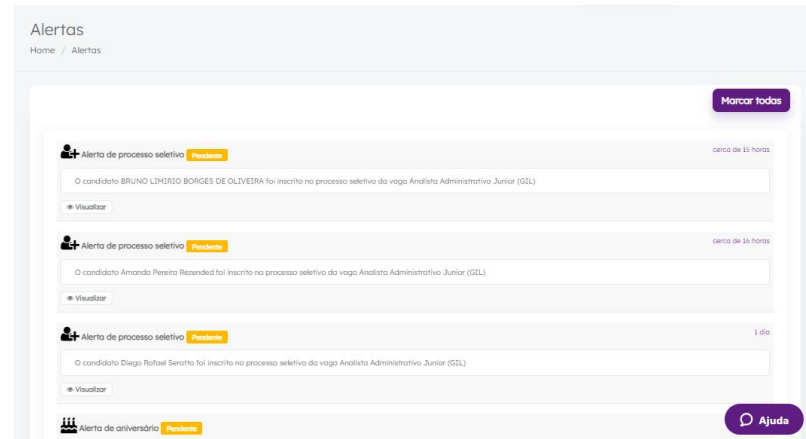 Alertas
Home / Alertas
Marcar todas
Alerta de processo seletivo Pendente
cerca de 15 horas
O candidato BRUNO LIMIRIO BORGES DE OLIVEIRA foi inscrito no processo seletivo da vaga Analista Administrativo Junior (GIL)
Visualizar
Alerta de processo seletivo Pendente
cerca de 16 horas
O candidato Amanda Pereira Rezended foi inscrito no processo seletivo da vaga Analista Administrativo Junior (GIL)
Visualizar
Alerta de processo seletivo Pendente
1 dia
O candidato Diego Rafael Seratto foi inscrito no processo seletivo da vaga Analista Administrativo Junior (GIL)
Visualizar
Alerta de aniversário Pendente
Ajuda